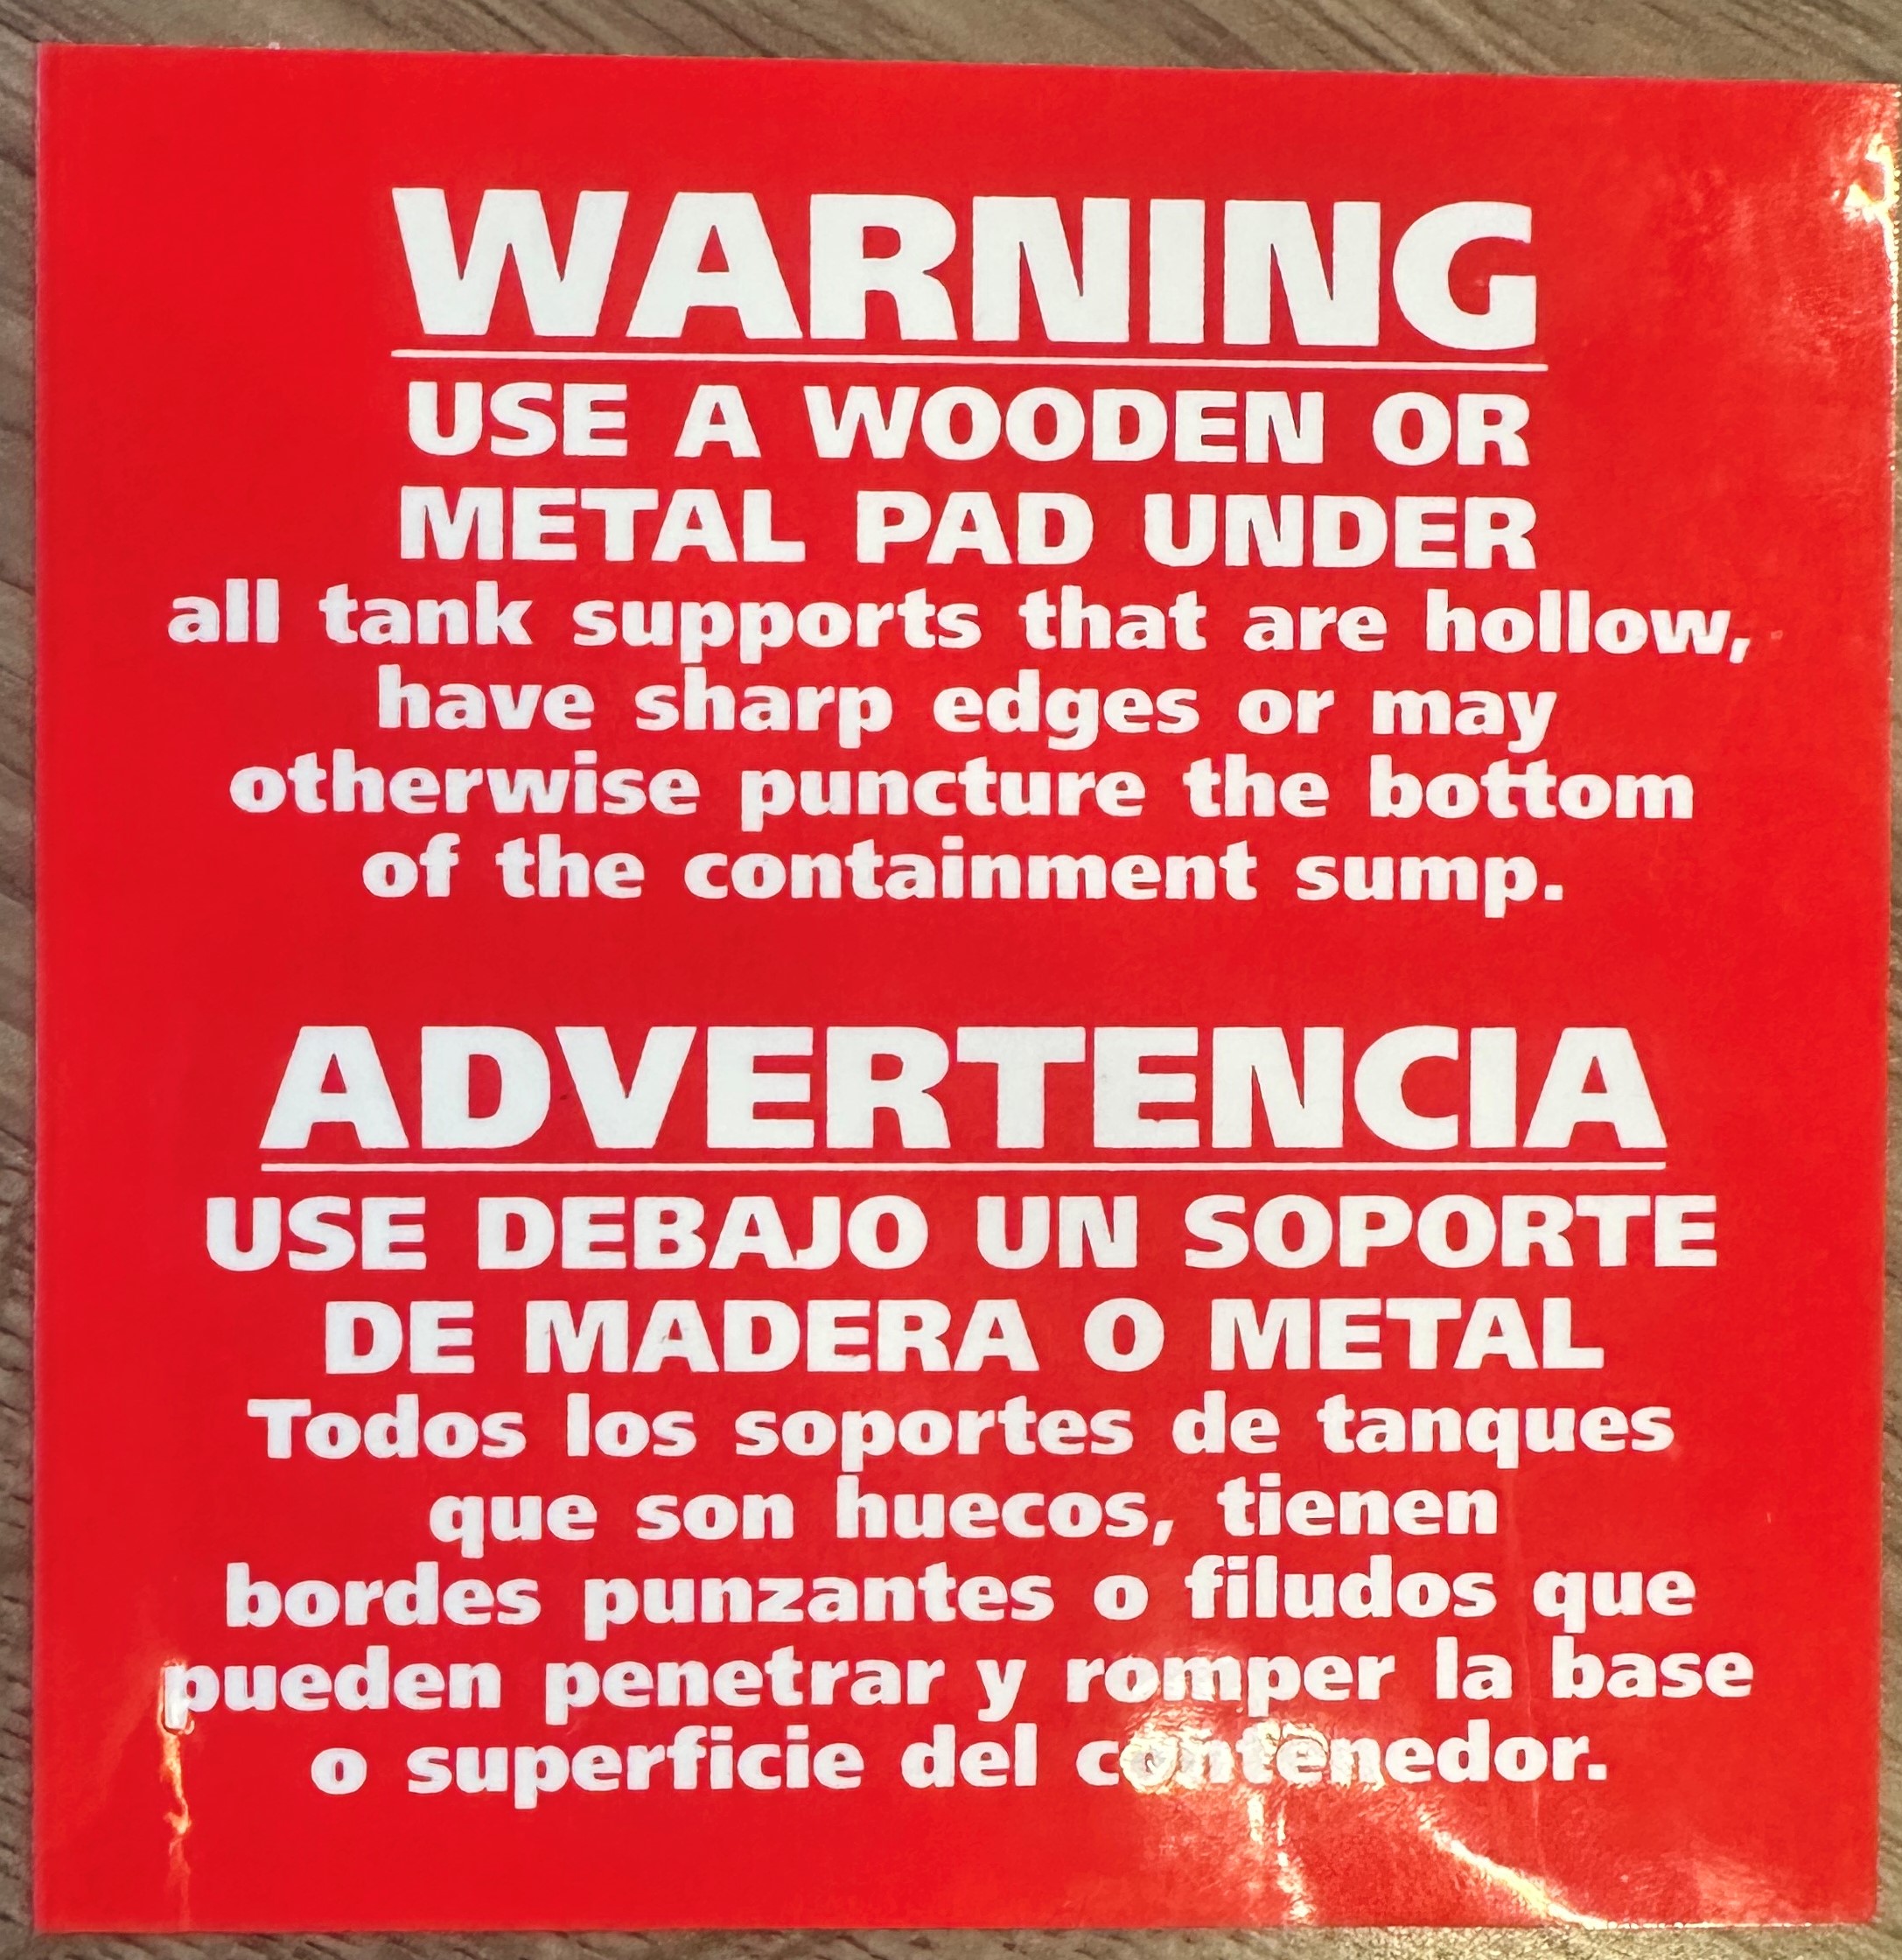 WARNING
USE A WOODEN OR
METAL PAD UNDER
all tank supports that are hollow,
have sharp edges or may
otherwise puncture the bottom
of the containment sump.
ADVERTENCIA
USE DEBAJO UN SOPORTE
DE MADERA O METAL
Todos los soportes de tanques
que son huecos, tienen
bordes punzantes o filudos que
pueden penetrar y romper la base
o superficie del contenedor.